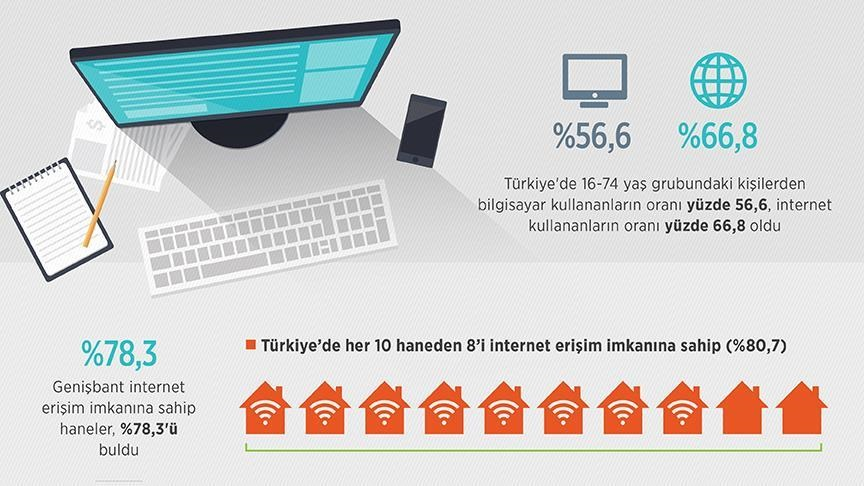 %56,6
%66,8
Türkiye'de 16-74 yaş grubundaki kişilerden
bilgisayar kullananların oranı yüzde 56,6, internet
kullananların oranı yüzde 66,8 oldu
%78,3
Genişbant internet
erişim imkanına sahip
haneler, %78,3'ü
buldu
Türkiye’de her 10 haneden 8’i internet erişim imkanına sahip (%80,7)